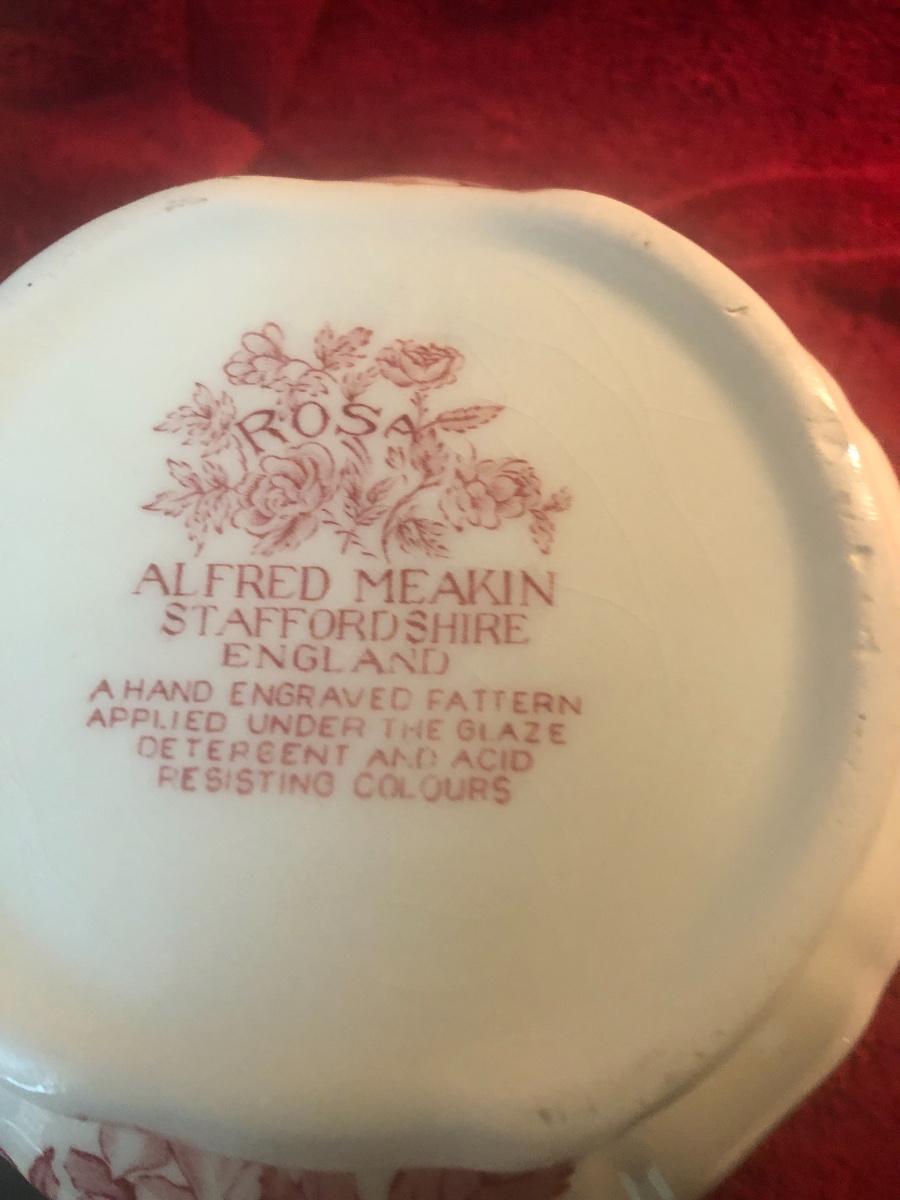 ROSA
ALFRED MEAKIN
STAFFORDSHIRE
ENGLAND
A HAND ENGRAVED PATTERN
APPLIED UNDER THE GLAZE
DETERGENT AND ACID
RESISTING COLOURS